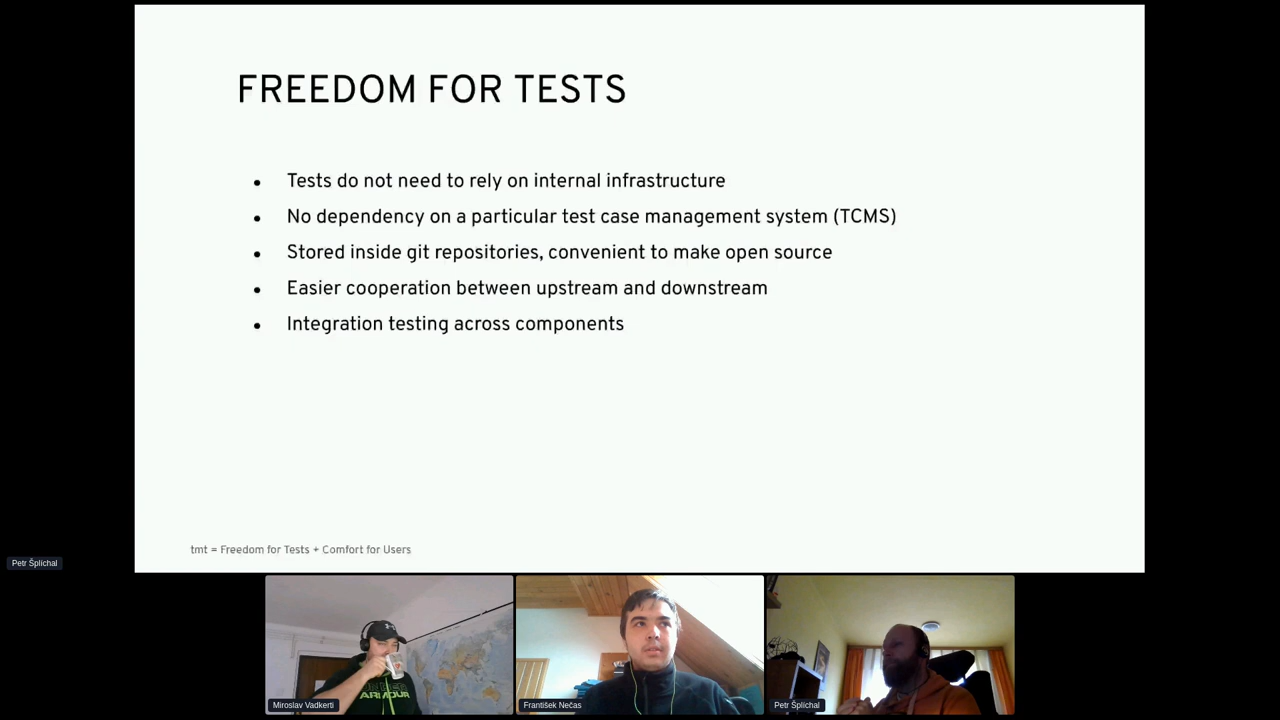 FREEDOM FOR TESTS
Tests do not need to rely on internal infrastructure
No dependency on a particular test case management system (TCMS)
Stored inside git repositories, convenient to make open source
Easier cooperation between upstream and downstream
Integration testing across components
tmt = Freedom for Tests + Comfort for Users
Petr Šplíchal
UNDER
ARMOUR
Miroslav Vadkerti
František Nečas
Petr Šplíchal